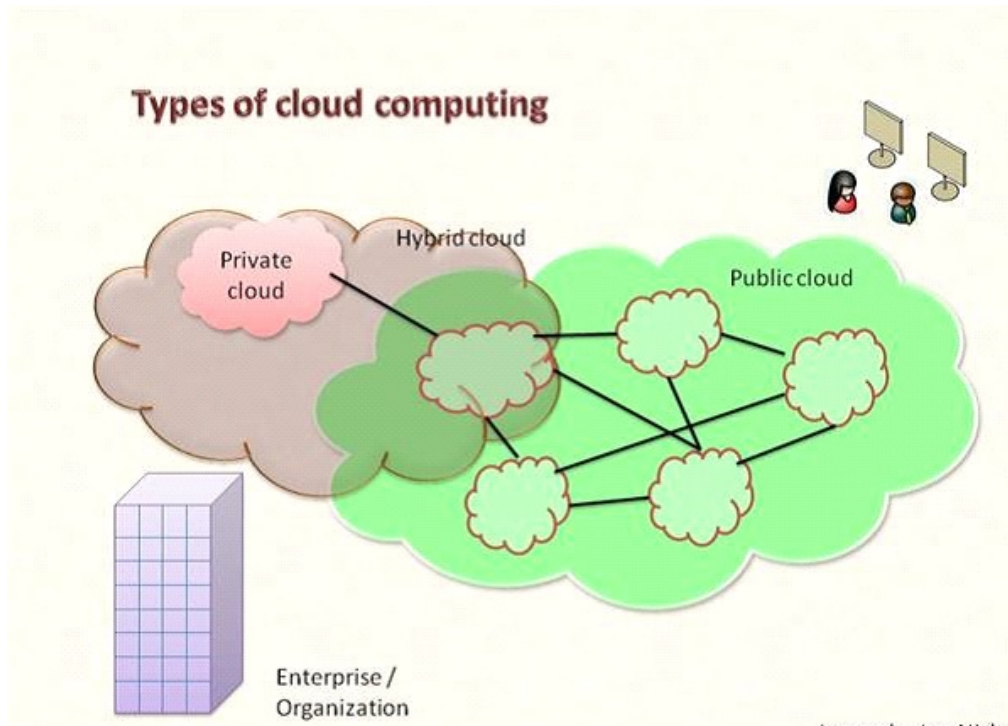 Types of cloud computing
Hybrid cloud
Private
cloud
Public cloud
Enterprise /
Organization